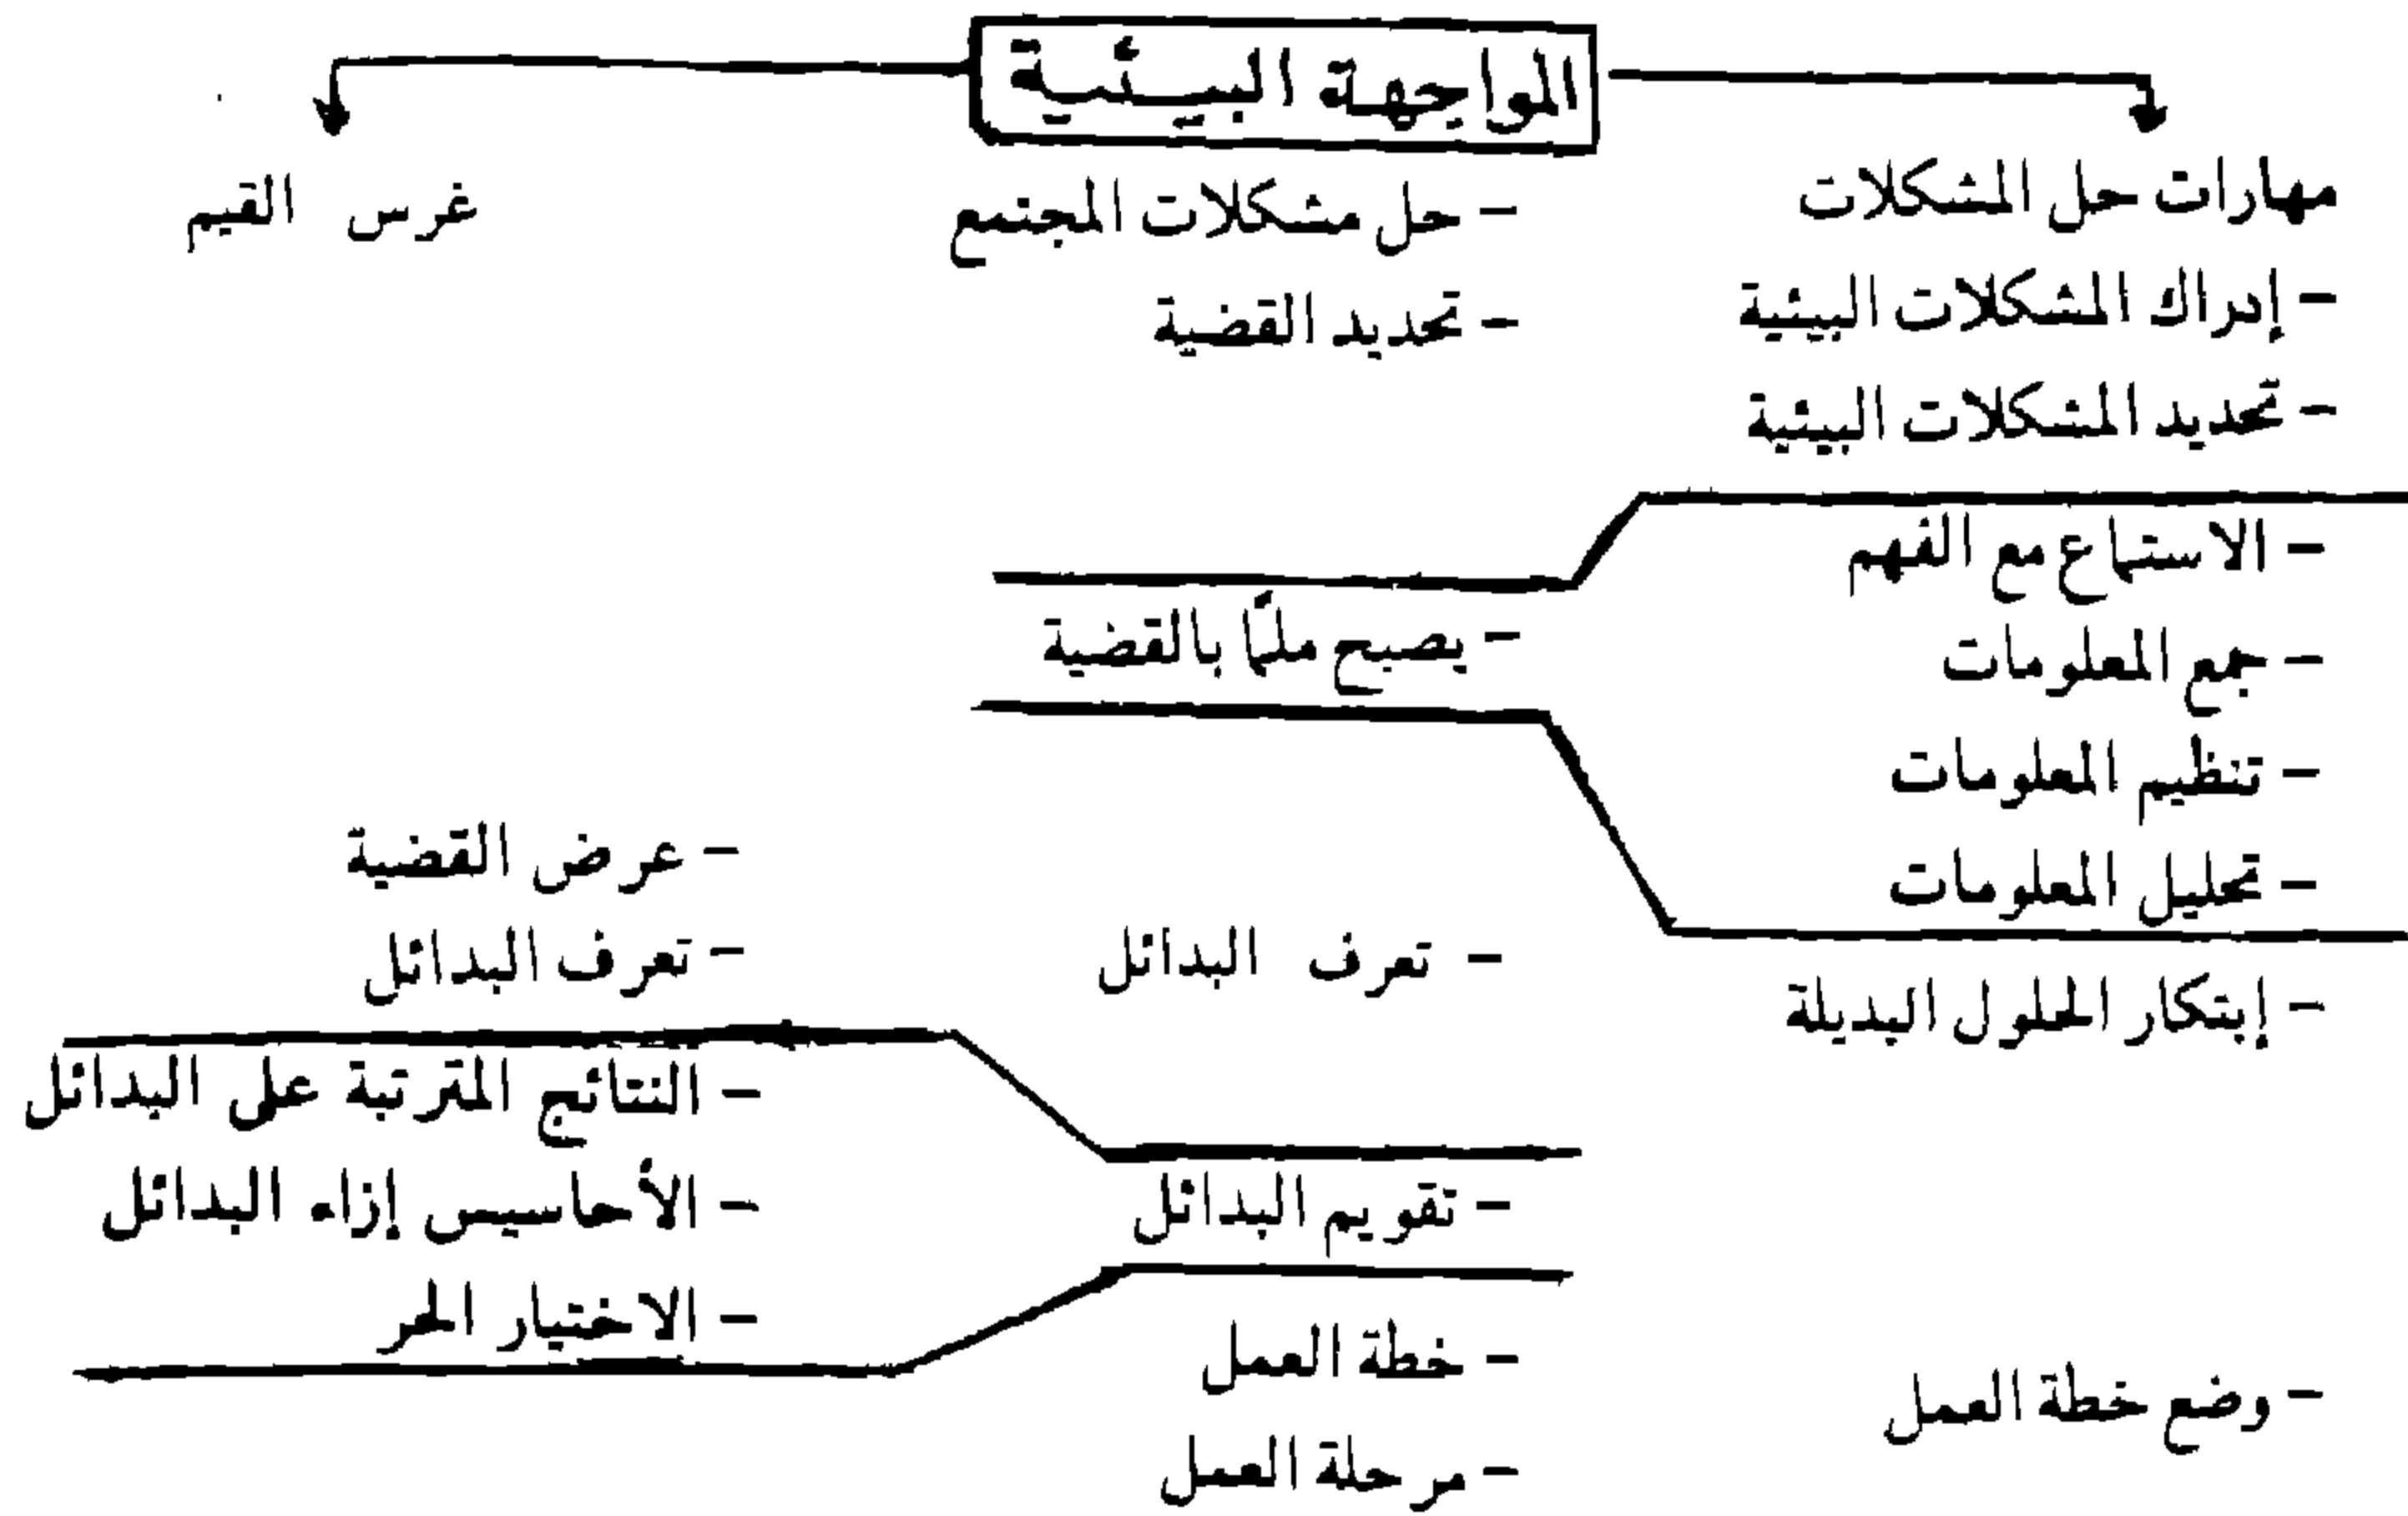 المواجهة البيئية
مهارات حل المشكلات
- إدراك المشكلات البيئية
- تحديد المشكلات البيئية
- الاستماع مع الفهم
- جمع المعلومات
- تنظيم المعلومات
- تحليل المعلومات
- إبتكار الحلول البديلة
- وضع خطة العمل
- حل مشكلات المجتمع
- تحديد القضية
- يصبح ملمًا بالقضية
- تعرف البدائل
- تقويم البدائل
- خطة العمل
- مرحلة العمل
غرس القيم
- عرض القضية
- تعرف البدائل
- النتائج المترتبة على البدائل
- الأحاسيس إزاء البدائل
- الاختيار الحر